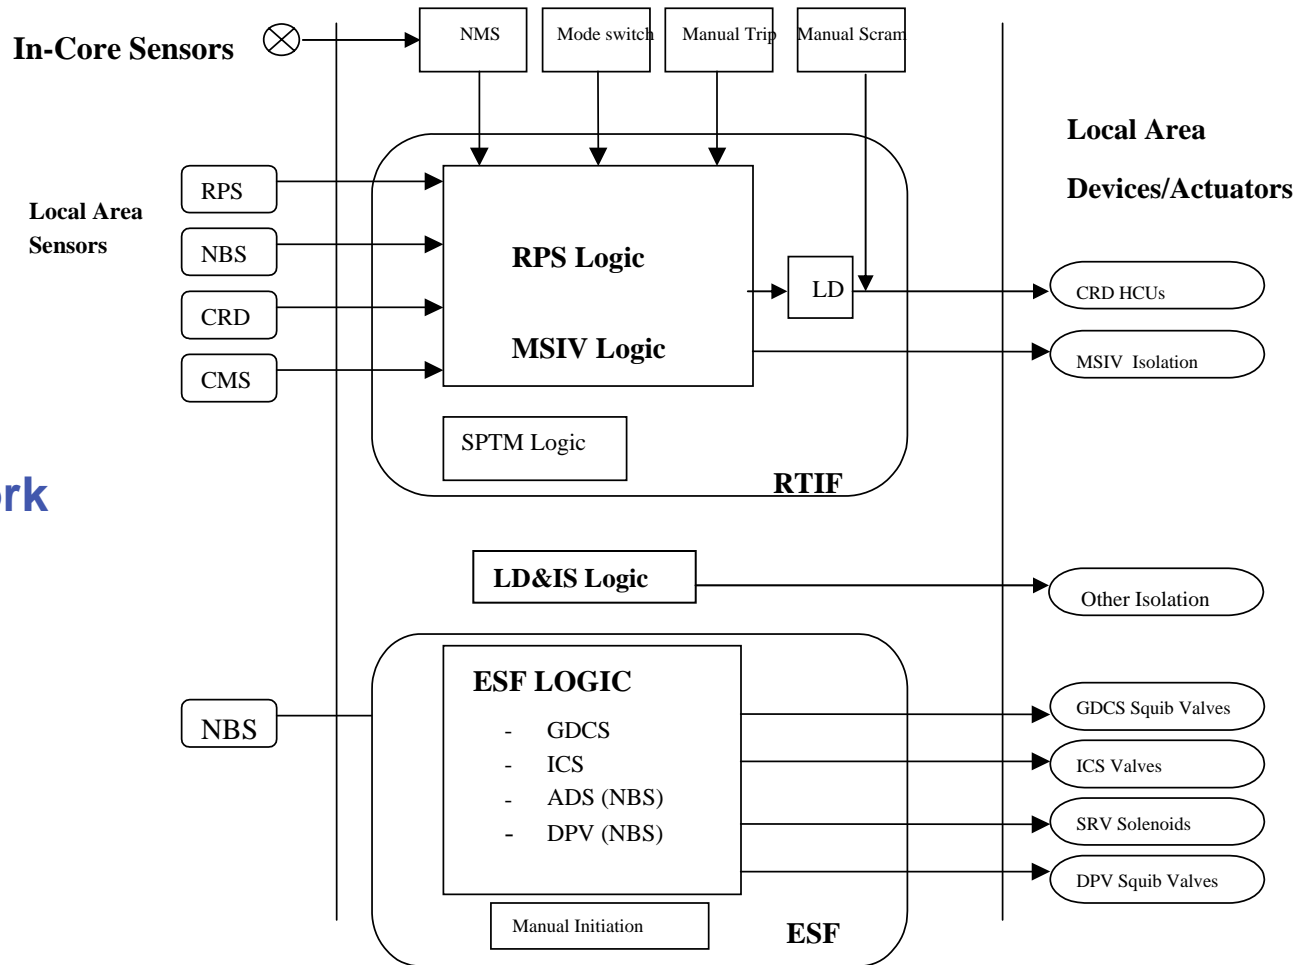 In-Core Sensors
NMS
Mode switch
Manual Trip
Manual Scram
Local Area
Devices/Actuators
Local Area
Sensors
RPS
NBS
CRD
CMS
RPS Logic
MSIV Logic
LD
CRD HCUs
MSIV Isolation
SPTM Logic
RTIF
ork
LD&IS Logic
Other Isolation
NBS
ESF LOGIC
- GDCS
- ICS
- ADS (NBS)
- DPV (NBS)
GDCS Squib Valves
ICS Valves
SRV Solenoids
DPV Squib Valves
Manual Initiation
ESF